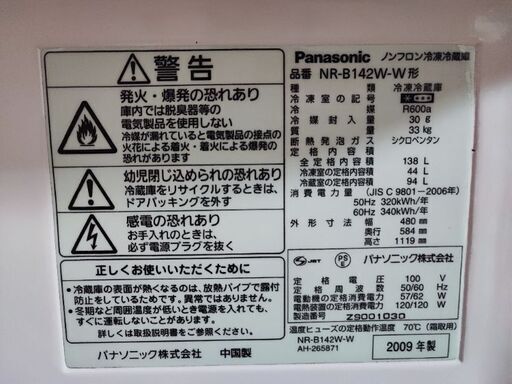 警告
発火・爆発の恐れあり
庫内では脱臭器等の
電気製品を使用しない
冷媒が漏れていると電気製品の接点の
火花による着火・着火による爆発
の恐れがあります
幼児閉じ込められの恐れあり
冷蔵庫をリサイクルするときは、
ドアパッキングを外す
感電の恐れあり
お手入れのときは、
必ず電源プラグを抜く
正しくお使いいただくために
●冷蔵庫の表面が熱くなるのは、放熱パイプで露付
防止をしているためです。異常ではありません。
●冬期など周囲温度が低いとき電源を入れても、
すぐに運転しない場合があります。
詳しくは取扱説明書をご参照ください。
パナソニック株式会社 中国製
Panasonic ノンフロン冷凍冷蔵庫
品番 NR-B142W-W形
種類 冷凍冷蔵庫
冷凍室の記号
冷媒 R600a
冷媒封入量 30g
質量 33kg
断熱発泡ガス シクロペンタン
定格内容積
全定格内容積 138 L
冷凍室の定格内容積 44 L
冷蔵室の定格内容積 94 L
消費電力量 (JIS C 9801-2006年)
50Hz 320kWh/年
60Hz 340kWh/年
外形寸法 幅 480 mm
奥行 584 mm
高さ 1119 mm
JET PSE パナソニック株式会社
定格電圧 100 V
定格周波数 50/60 Hz
電動機の定格消費電力 57/62 W
電熱装置の定格消費電力 120/120 W
製造番号 ZS001030
温度ヒューズの定格動作温度 70℃(霜取用)
NR-B142W-W
AH-265871
2009年製